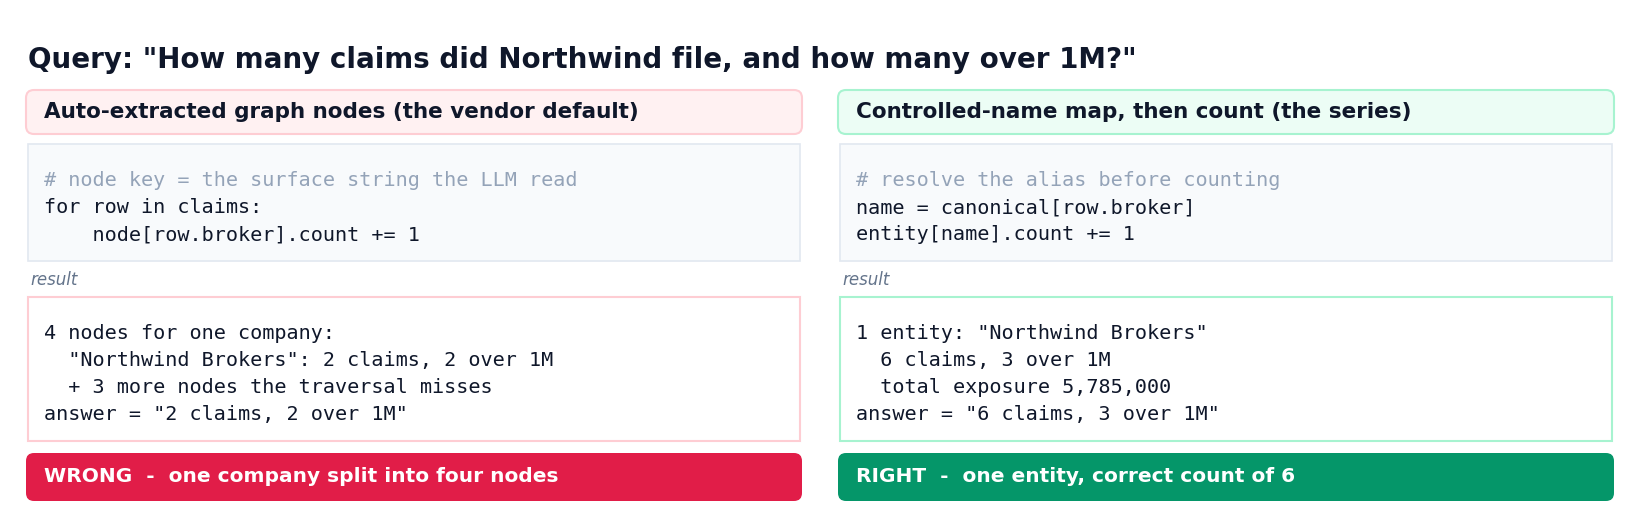 Query: "How many claims did Northwind file, and how many over 1M?"
Auto-extracted graph nodes (the vendor default)
# node key = the surface string the LLM read
for row in claims:
    node[row.broker].count += 1
result
4 nodes for one company:
  "Northwind Brokers": 2 claims, 2 over 1M
  + 3 more nodes the traversal misses
answer = "2 claims, 2 over 1M"
WRONG  -  one company split into four nodes
Controlled-name map, then count (the series)
# resolve the alias before counting
name = canonical[row.broker]
entity[name].count += 1
result
1 entity: "Northwind Brokers"
  6 claims, 3 over 1M
  total exposure 5,785,000
answer = "6 claims, 3 over 1M"
RIGHT  -  one entity, correct count of 6